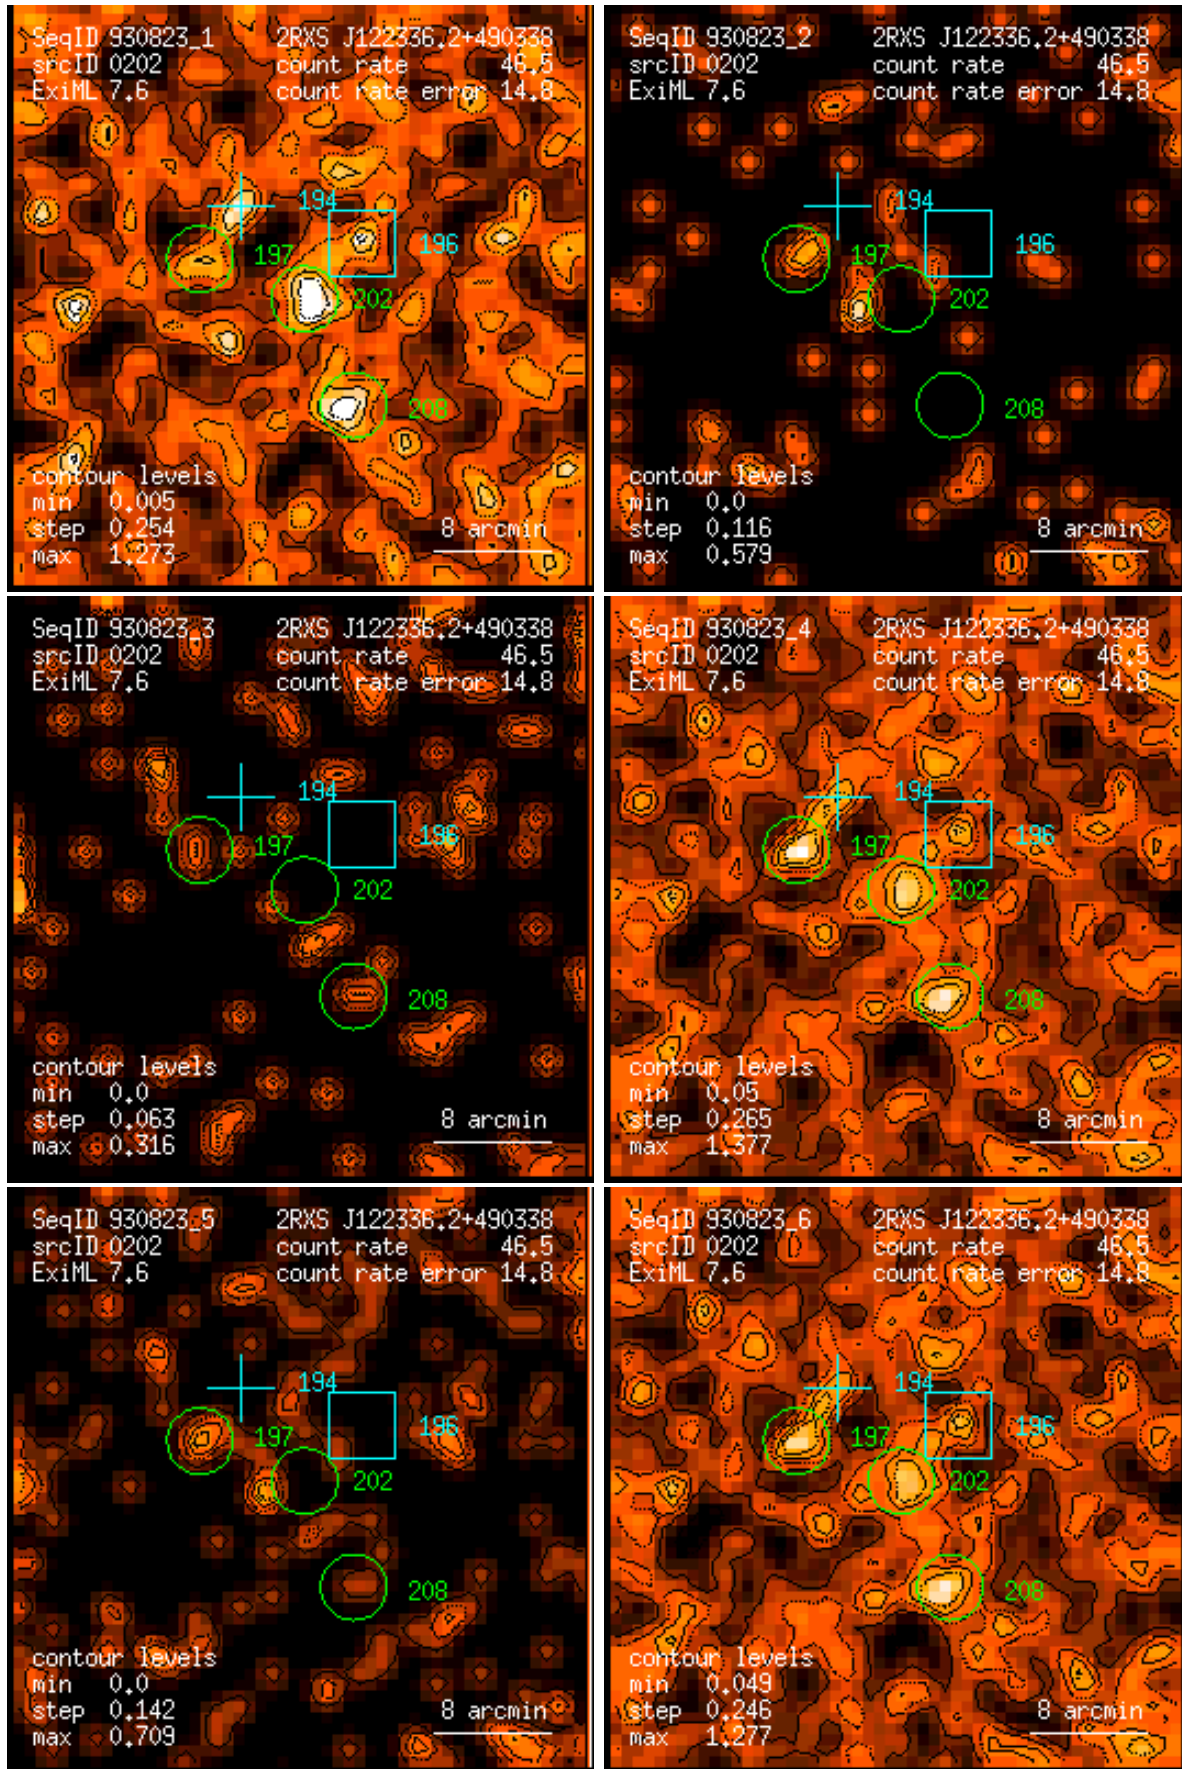 SeqID 930823_1 2RXS J122336.2+490338
srcID 0202 count rate 46.5
ExiML 7.6 count rate error 14.8
194
197 196
202
208
contour levels
min 0.005
step 0.254 8 arcmin
max 1.273
SeqID 930823_2 2RXS J122336.2+490338
srcID 0202 count rate 46.5
ExiML 7.6 count rate error 14.8
194
197 196
202
208
contour levels
min 0.0
step 0.116 8 arcmin
max 0.579
SeqID 930823_3 2RXS J122336.2+490338
srcID 0202 count rate 46.5
ExiML 7.6 count rate error 14.8
194
197 196
202
208
contour levels
min 0.0
step 0.063 8 arcmin
max 0.316
SeqID 930823_4 2RXS J122336.2+490338
srcID 0202 count rate 46.5
ExiML 7.6 count rate error 14.8
194
197 196
202
208
contour levels
min 0.05
step 0.265 8 arcmin
max 1.377
SeqID 930823_5 2RXS J122336.2+490338
srcID 0202 count rate 46.5
ExiML 7.6 count rate error 14.8
194
197 196
202
208
contour levels
min 0.0
step 0.142 8 arcmin
max 0.709
SeqID 930823_6 2RXS J122336.2+490338
srcID 0202 count rate 46.5
ExiML 7.6 count rate error 14.8
194
197 196
202
208
contour levels
min 0.049
step 0.246 8 arcmin
max 1.277